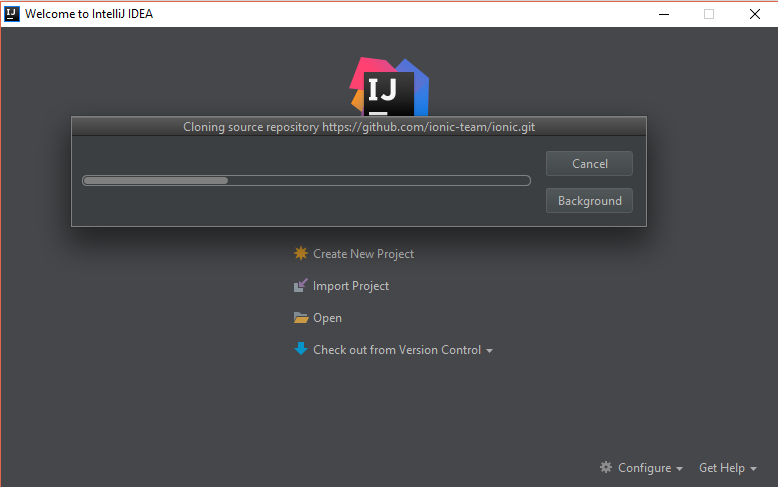 Welcome to IntelliJ IDEA
IJ
Cloning source repository https://github.com/ionic-team/ionic.git
Cancel
Background
Create New Project
Import Project
Open
Check out from Version Control
Configure Get Help